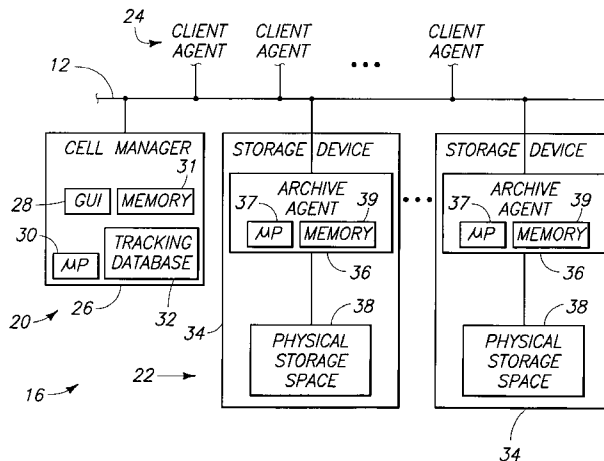 24
CLIENT AGENT
CLIENT AGENT
• • •
CLIENT AGENT
12
CELL MANAGER
31
28
GUI
MEMORY
30
μP
TRACKING DATABASE
26
32
20
16
22
STORAGE DEVICE
ARCHIVE AGENT
37
39
μP
MEMORY
36
38
34
PHYSICAL STORAGE SPACE
• • •
STORAGE DEVICE
ARCHIVE AGENT
37
39
μP
MEMORY
36
38
PHYSICAL STORAGE SPACE
34